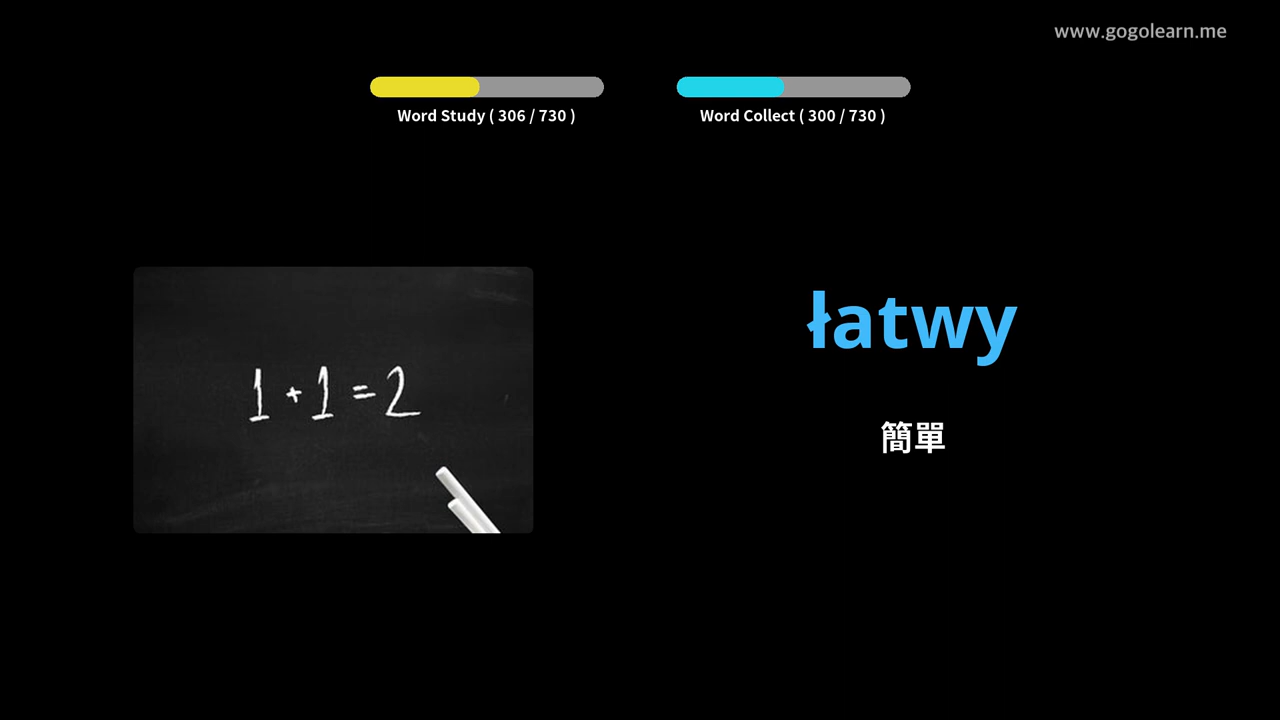 www.gogolearn.me
Word Study ( 306 / 730 )
Word Collect ( 300 / 730 )
1 + 1 = 2
łatwy
簡單